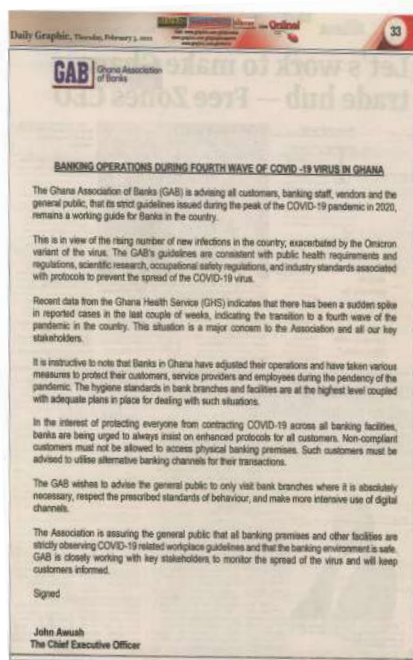 Daily Graphic, Thursday, February 3, 2022
33
GAB Ghana Association
of Banks
BANKING OPERATIONS DURING FOURTH WAVE OF COVID -19 VIRUS IN GHANA
The Ghana Association of Banks (GAB) is advising all customers, banking staff, vendors and the
general public, that its strict guidelines issued during the peak of the COVID-19 pandemic in 2020,
remains a working guide for Banks in the country.
This is in view of the rising number of new infections in the country, exacerbated by the Omicron
variant of the virus. The GAB's guidelines are consistent with public health requirements and
regulations, scientific research, occupational safety regulations, and industry standards associated
with protocols to prevent the spread of the COVID-19 virus.
Recent data from the Ghana Health Service (GHS) indicates that there has been a sudden spike
in reported cases in the last couple of weeks, indicating the transition to a fourth wave of the
pandemic in the country. This situation is a major concern to the Association and all our key
stakeholders.
It is instructive to note that Banks in Ghana have adjusted their operations and have taken various
measures to protect their customers, service providers and employees during the pendency of the
pandemic. The hygiene standards in bank branches and facilities are at the highest level coupled
with adequate plans in place for dealing with such situations.
In the interest of protecting everyone from contracting COVID-19 across all banking facilities,
banks are being urged to always insist on enhanced protocols for all customers. Non-compliant
customers must not be allowed to access physical banking premises. Such customers must be
advised to utilise alternative banking channels for their transactions.
The GAB wishes to advise the general public to only visit bank branches where it is absolutely
necessary, respect the prescribed standards of behaviour, and make more intensive use of digital
channels.
The Association is assuring the general public that all banking premises and other facilities are
strictly observing COVID-19 related workplace guidelines and that the banking environment is safe.
GAB is closely working with key stakeholders to monitor the spread of the virus and will keep
customers informed.
Signed
John Awuah
The Chief Executive Officer